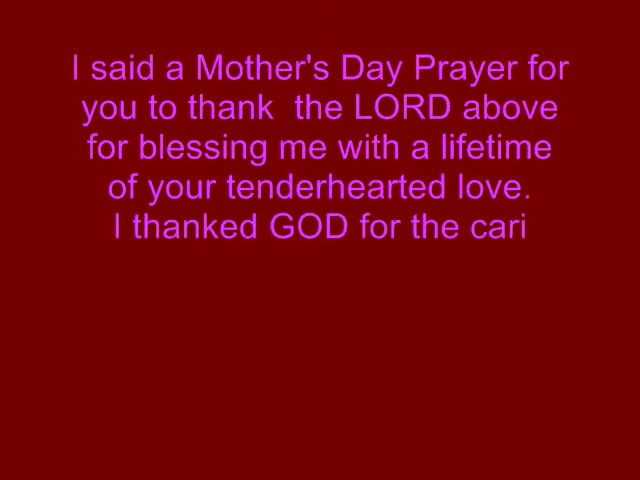 I said a Mother's Day Prayer for
you to thank  the LORD above
for blessing me with a lifetime
of your tenderhearted love.
I thanked GOD for the cari